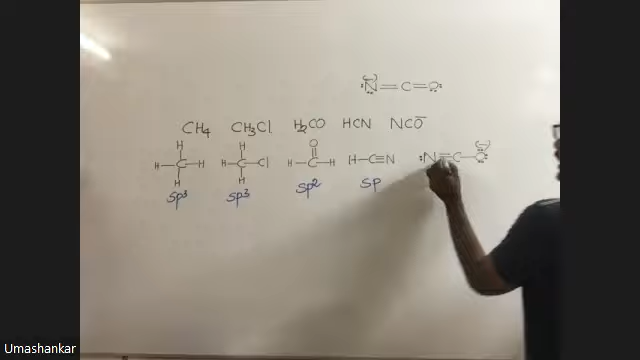 :N̈=C=Ö:
(-)
CH4 CH3Cl H2CO HCN NCO⁻
H H O (-)
H-C-H H-C-Cl H-C-H H-C≡N :N≡C-Ö:
H H
sp3 sp3 sp2 sp
Umashankar